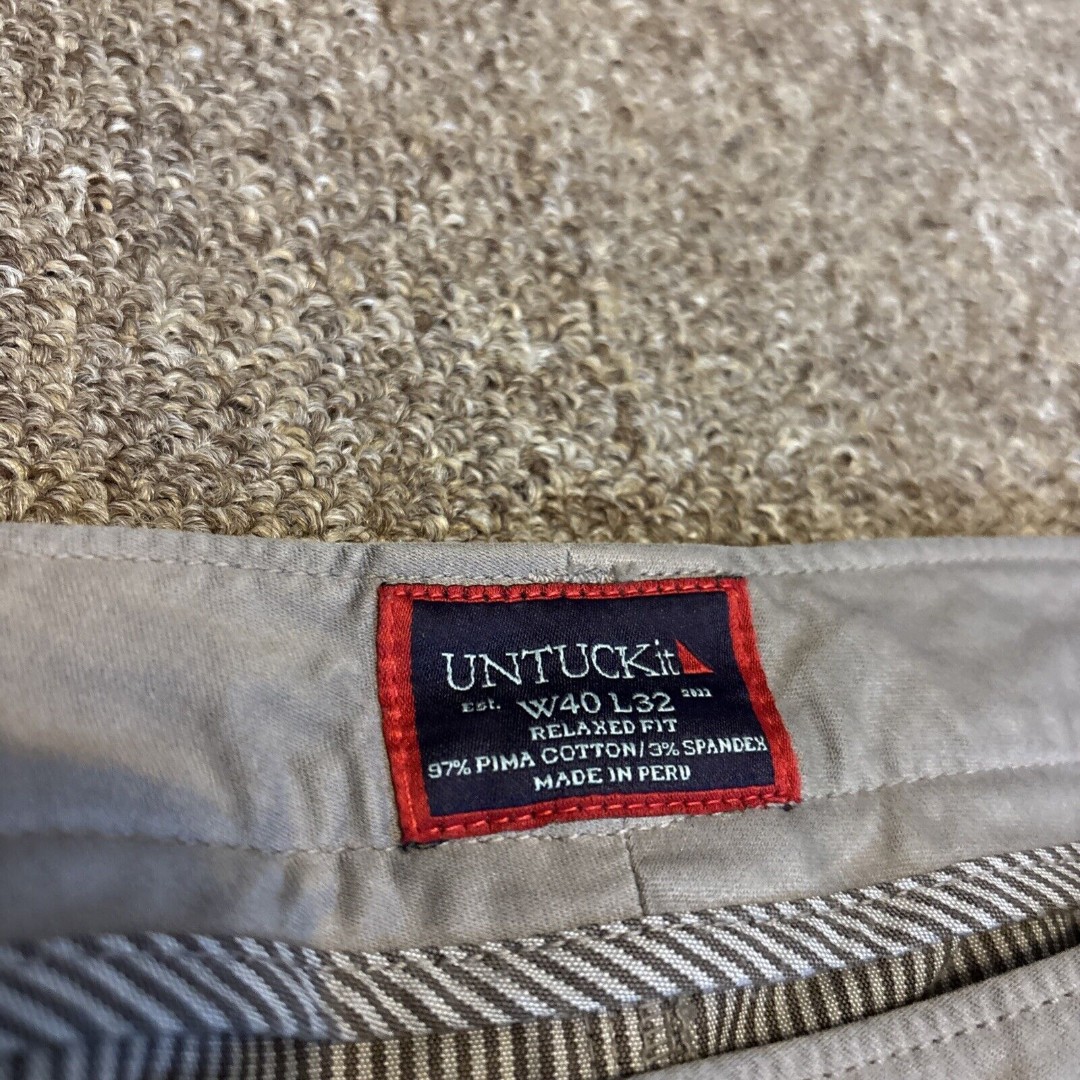 UNTUCKit
Est. W40 L32 2011
RELAXED FIT
97% PIMA COTTON/3% SPANDEX
MADE IN PERU